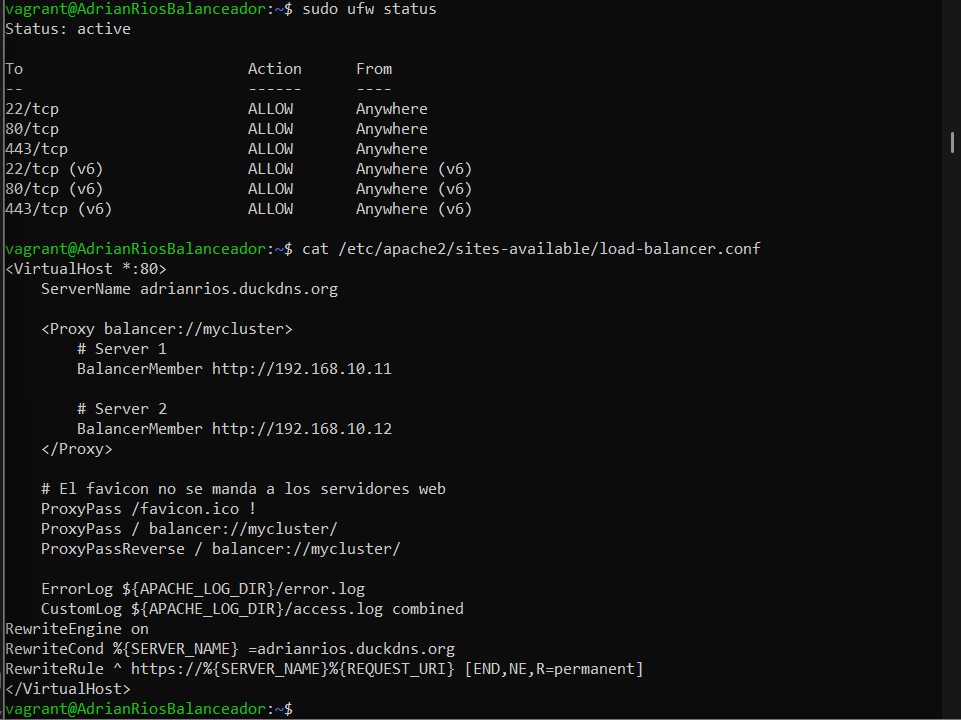 vagrant@AdrianRiosBalanceador:~$ sudo ufw status
Status: active
To                         Action      From
--                         ------      ----
22/tcp                     ALLOW       Anywhere
80/tcp                     ALLOW       Anywhere
443/tcp                    ALLOW       Anywhere
22/tcp (v6)                ALLOW       Anywhere (v6)
80/tcp (v6)                ALLOW       Anywhere (v6)
443/tcp (v6)               ALLOW       Anywhere (v6)
vagrant@AdrianRiosBalanceador:~$ cat /etc/apache2/sites-available/load-balancer.conf
<VirtualHost *:80>
    ServerName adrianrios.duckdns.org
    <Proxy balancer://mycluster>
        # Server 1
        BalancerMember http://192.168.10.11
        # Server 2
        BalancerMember http://192.168.10.12
    </Proxy>
    # El favicon no se manda a los servidores web
    ProxyPass /favicon.ico !
    ProxyPass / balancer://mycluster/
    ProxyPassReverse / balancer://mycluster/
    ErrorLog ${APACHE_LOG_DIR}/error.log
    CustomLog ${APACHE_LOG_DIR}/access.log combined
RewriteEngine on
RewriteCond %{SERVER_NAME} =adrianrios.duckdns.org
RewriteRule ^ https://%{SERVER_NAME}%{REQUEST_URI} [END,NE,R=permanent]
</VirtualHost>
vagrant@AdrianRiosBalanceador:~$